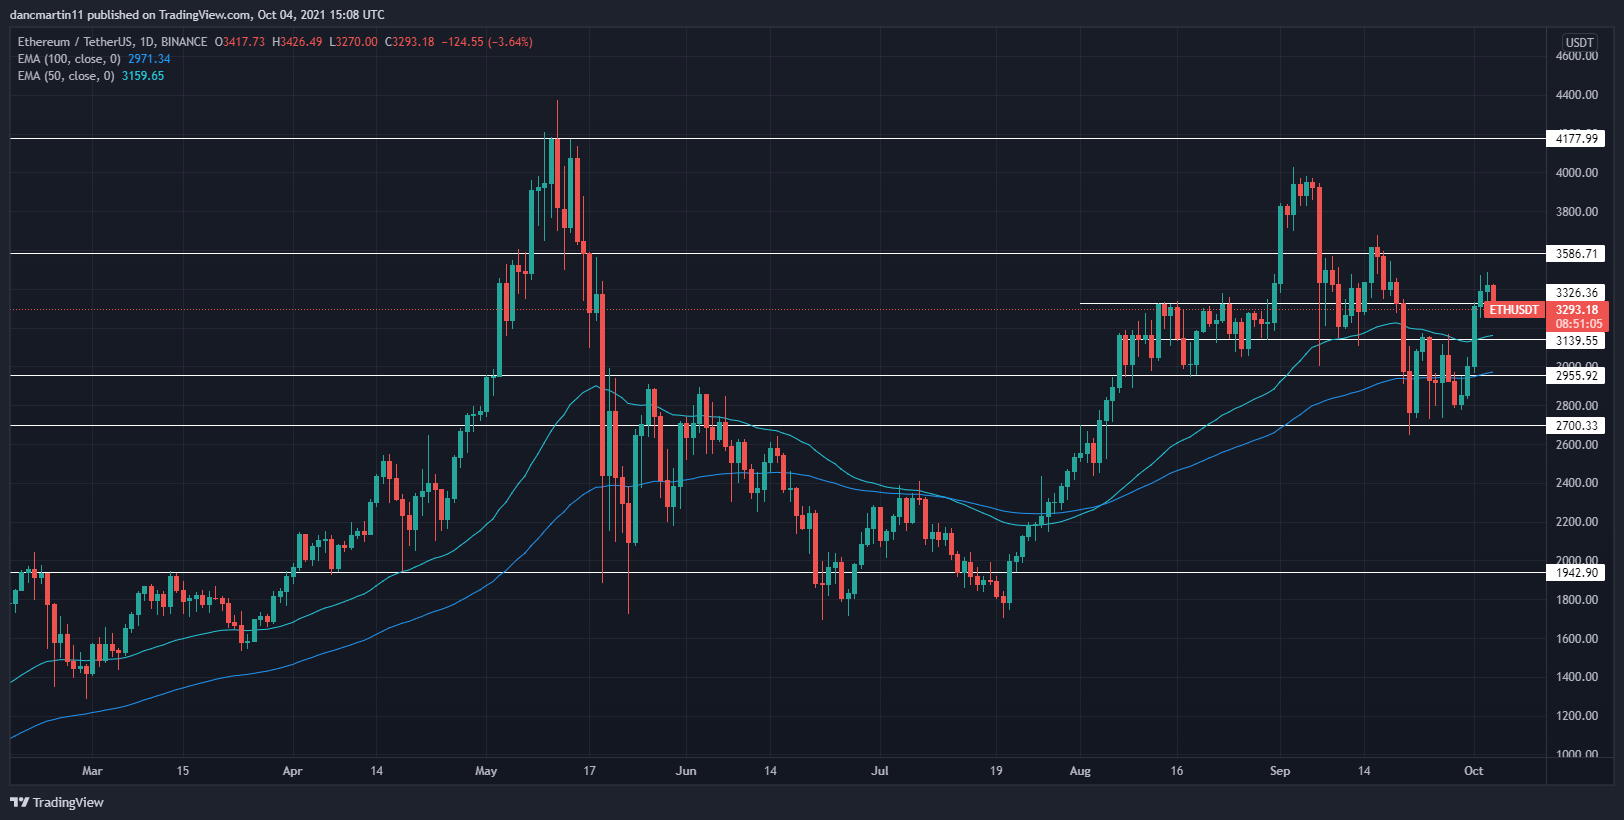 dancmartin11 published on TradingView.com, Oct 04, 2021 15:08 UTC
Ethereum / TetherUS, 1D, BINANCE O3417.73 H3426.49 L3270.00 C3293.18 −124.55 (−3.64%)
EMA (100, close, 0) 2971.34
EMA (50, close, 0) 3159.65
USDT
4600.00
4400.00
4177.99
4000.00
3800.00
3586.71
3326.36
ETHUSDT 3293.18
08:51:05
3139.55
2955.92
2800.00
2700.33
2600.00
2400.00
2200.00
2000.00
1942.90
1800.00
1600.00
1400.00
1200.00
1000.00
Mar 15 Apr 14 May 17 Jun 14 Jul 19 Aug 16 Sep 14 Oct
TradingView